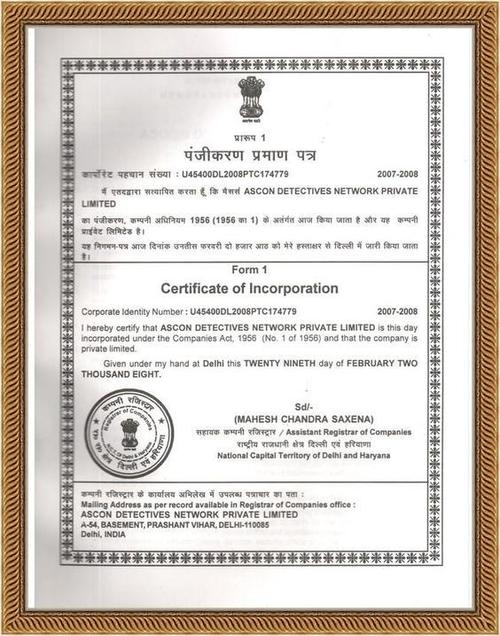 प्रारूप 1
पंजीकरण प्रमाण पत्र
कार्पोरेट पहचान संख्या : U45400DL2008PTC174779 2007-2008
मैं एतदद्वारा सत्यापित करता हूँ कि मैसर्स ASCON DETECTIVES NETWORK PRIVATE
LIMITED
का पंजीकरण, कम्पनी अधिनियम 1956 (1956 का 1) के अंतर्गत आज किया जाता है और यह कम्पनी
प्राईवेट लिमिटेड है।
यह निगमन-पत्र आज दिनांक उनतीस फरवरी दो हजार आठ को मेरे हस्ताक्षर से दिल्ली में जारी किया जाता
है।
Form 1
Certificate of Incorporation
Corporate Identity Number : U45400DL2008PTC174779 2007-2008
I hereby certify that ASCON DETECTIVES NETWORK PRIVATE LIMITED is this day
incorporated under the Companies Act, 1956 (No. 1 of 1956) and that the company is
private limited.
Given under my hand at Delhi this TWENTY NINETH day of FEBRUARY TWO
THOUSAND EIGHT.
कम्पनी रजिस्ट्रार
Registrar of Companies
दिल्ली एवं हरियाणा
Sd/-
(MAHESH CHANDRA SAXENA)
सहायक कम्पनी रजिस्ट्रार / Assistant Registrar of Companies
राष्ट्रीय राजधानी क्षेत्र दिल्ली एवं हरियाणा
National Capital Territory of Delhi and Haryana
कम्पनी रजिस्ट्रार के कार्यालय अभिलेख में उपलब्ध पत्राचार का पता :
Mailing Address as per record available in Registrar of Companies office :
ASCON DETECTIVES NETWORK PRIVATE LIMITED
A-54, BASEMENT, PRASHANT VIHAR, DELHI-110085
Delhi, INDIA